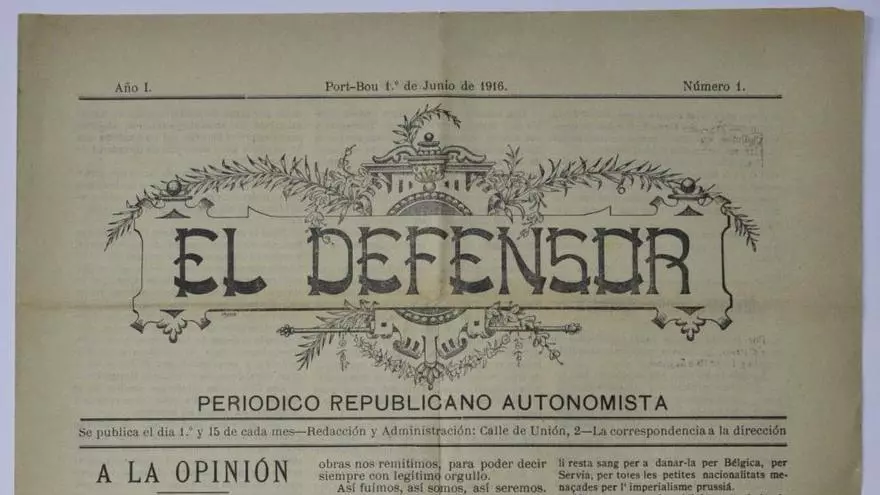 Año I.
Port-Bou 1.º de Junio de 1916.
Número 1.
EL DEFENSOR
PERIODICO REPUBLICANO AUTONOMISTA
Se publica el dia 1.º y 15 de cada mes—Redacción y Administración: Calle de Unión, 2—La correspondencia a la dirección
A LA OPINIÓN
obras nos remitimos, para poder decir
siempre con legítimo orgullo.
Así fuimos, así somos, así seremos.
li resta sang per a danar-la per Bélgica, per
Servia; per totes les petites nacionalitats me-
naçades per l' imperialisme prussiá.